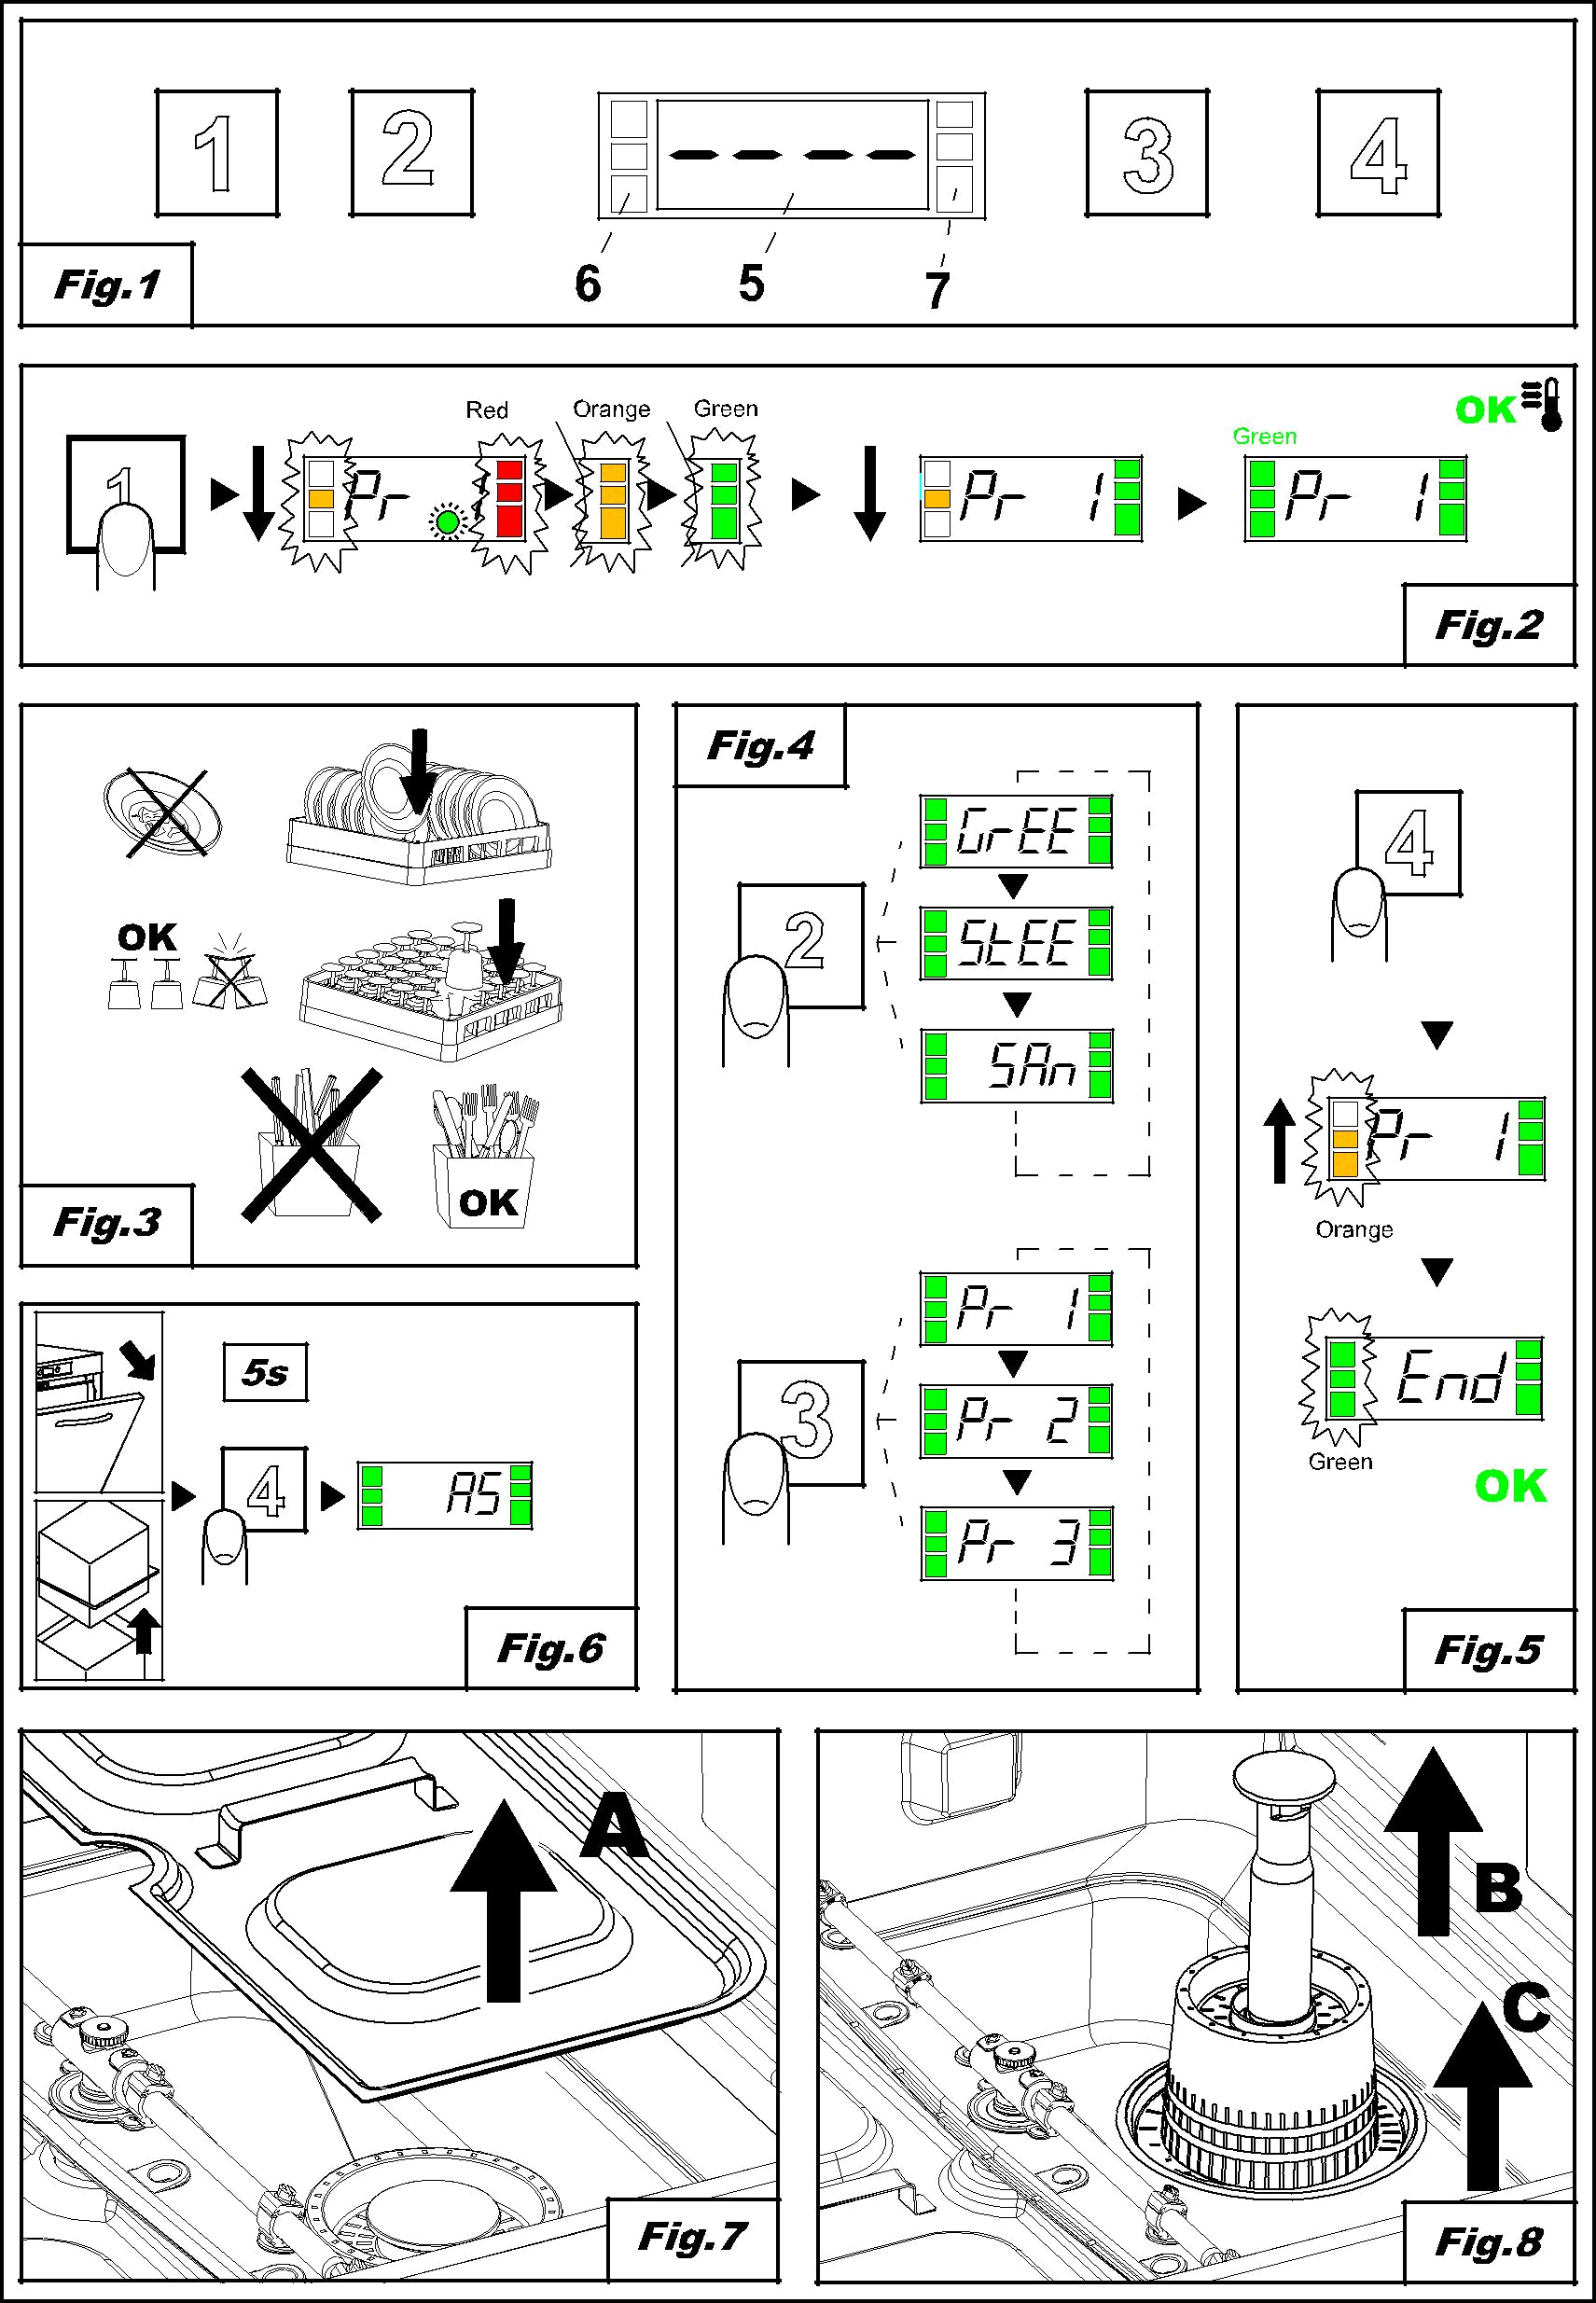 1 2 ---- 3 4
6 5 7
Fig.1
Red Orange Green
OK
Green
1 Pr 1 Pr 1 Pr 1
Fig.2
OK
OK
Fig.3
Fig.4
GrEE
2 StEE
SAn
Pr 1
3 Pr 2
Pr 3
4
Pr 1
Orange
End
Green
OK
Fig.5
5s
4 AS
Fig.6
A
Fig.7
B
C
Fig.8